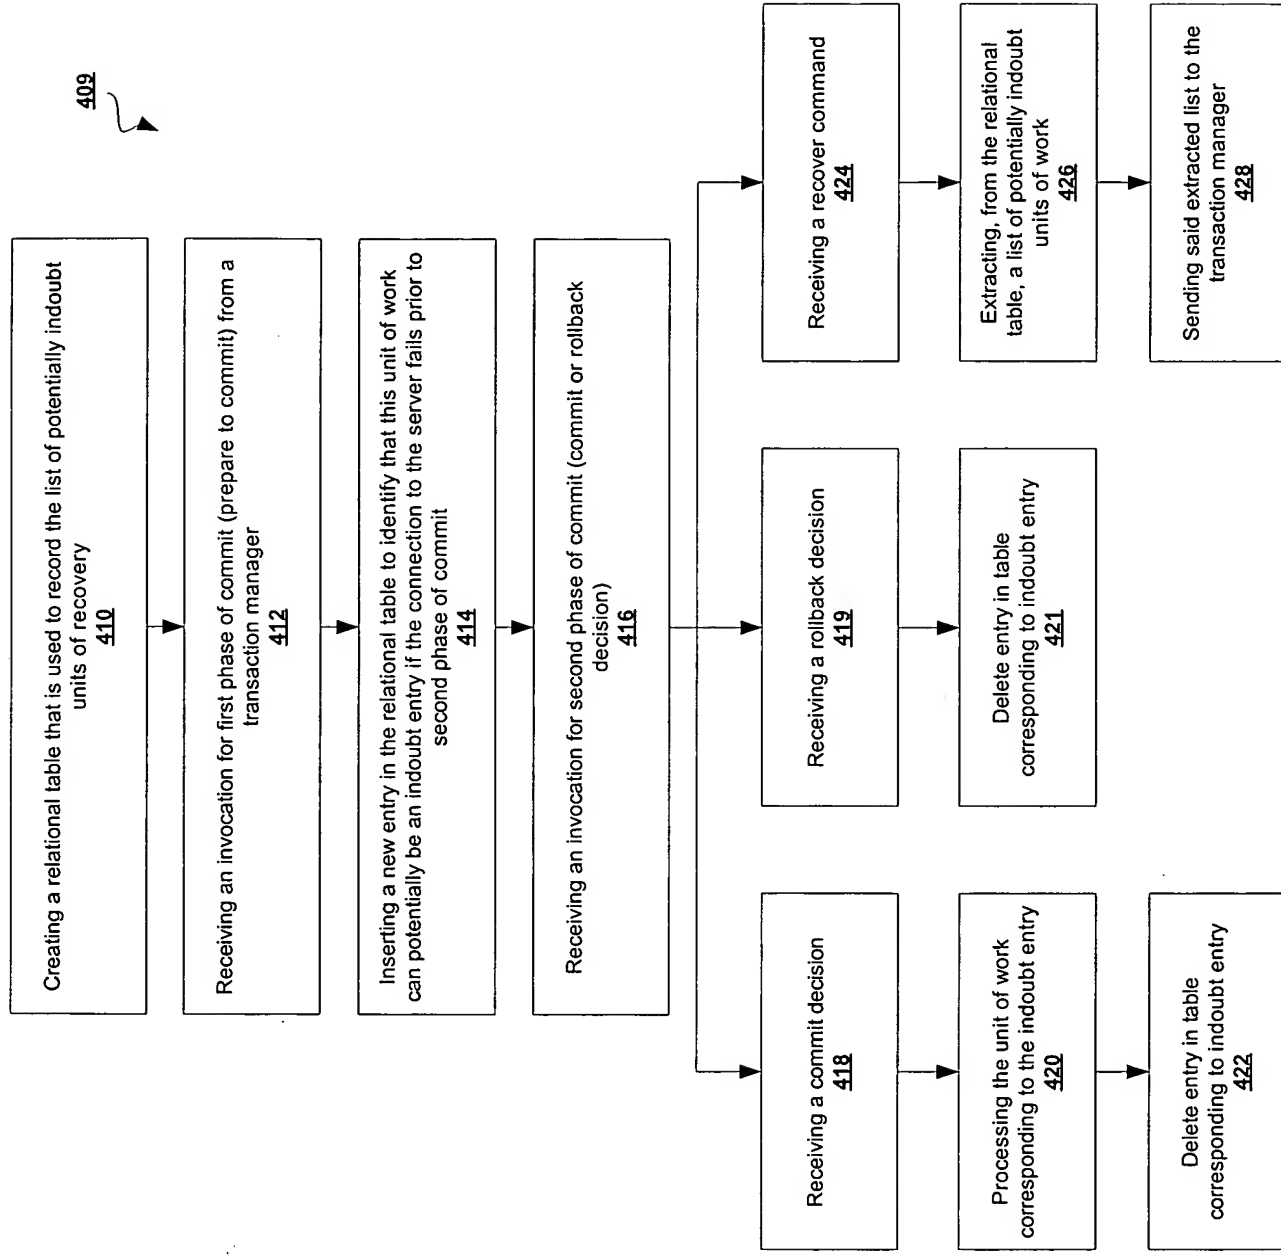 409
Creating a relational table that is used to record the list of potentially indoubt
units of recovery
410
Receiving an invocation for first phase of commit (prepare to commit) from a
transaction manager
412
Inserting a new entry in the relational table to identify that this unit of work
can potentially be an indoubt entry if the connection to the server fails prior to
second phase of commit
414
Receiving an invocation for second phase of commit (commit or rollback
decision)
416
Receiving a commit decision
418
Processing the unit of work
corresponding to the indoubt entry
420
Delete entry in table
corresponding to indoubt entry
422
Receiving a rollback decision
419
Delete entry in table
corresponding to indoubt entry
421
Receiving a recover command
424
Extracting, from the relational
table, a list of potentially indoubt
units of work
426
Sending said extracted list to the
transaction manager
428